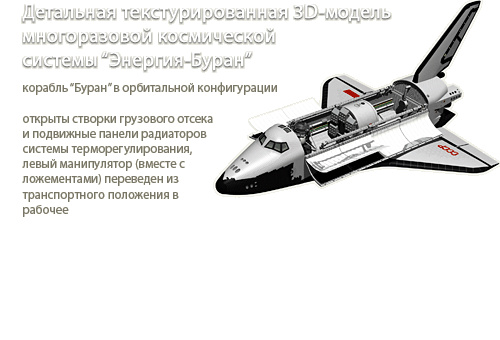 Детальная текстурированная 3D-модель
многоразовой космической
системы “Энергия-Буран”
корабль “Буран” в орбитальной конфигурации
открыты створки грузового отсека
и подвижные панели радиаторов
системы терморегулирования,
левый манипулятор (вместе с
ложементами) переведен из
транспортного положения в
рабочее
СССР